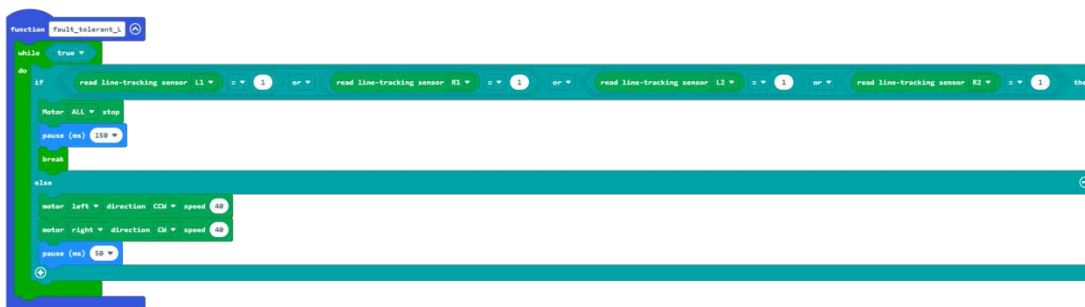 function fault_tolerant_L
while true
do
if read line-tracking sensor L1 = 1 or read line-tracking sensor R1 = 1 or read line-tracking sensor L2 = 1 or read line-tracking sensor R2 = 1 the
Motor ALL stop
pause (ms) 150
break
else
motor left direction CCW speed 40
motor right direction CW speed 40
pause (ms) 50